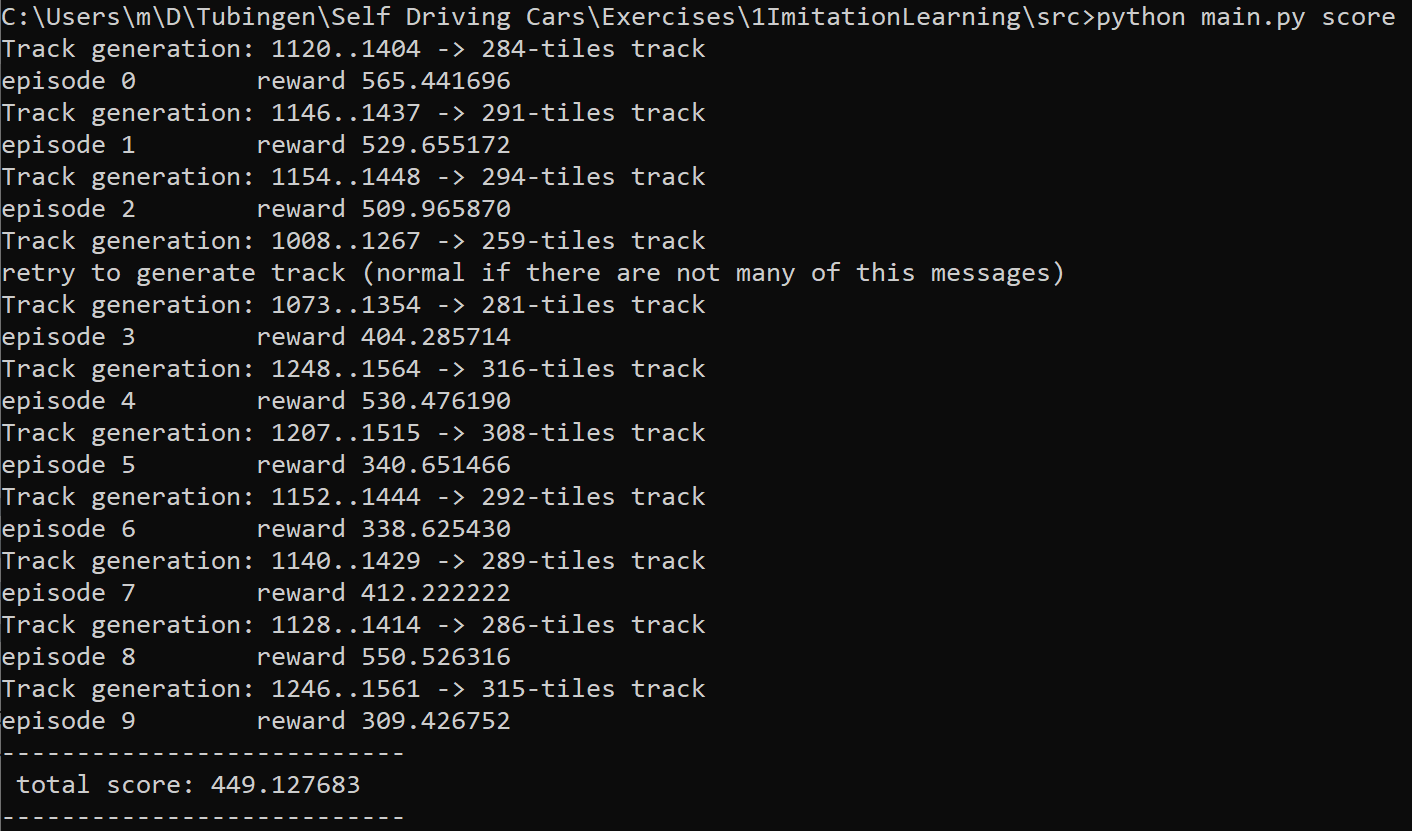 C:\Users\m\D\Tubingen\Self Driving Cars\Exercises\1ImitationLearning\src>python main.py score
Track generation: 1120..1404 -> 284-tiles track
episode 0        reward 565.441696
Track generation: 1146..1437 -> 291-tiles track
episode 1        reward 529.655172
Track generation: 1154..1448 -> 294-tiles track
episode 2        reward 509.965870
Track generation: 1008..1267 -> 259-tiles track
retry to generate track (normal if there are not many of this messages)
Track generation: 1073..1354 -> 281-tiles track
episode 3        reward 404.285714
Track generation: 1248..1564 -> 316-tiles track
episode 4        reward 530.476190
Track generation: 1207..1515 -> 308-tiles track
episode 5        reward 340.651466
Track generation: 1152..1444 -> 292-tiles track
episode 6        reward 338.625430
Track generation: 1140..1429 -> 289-tiles track
episode 7        reward 412.222222
Track generation: 1128..1414 -> 286-tiles track
episode 8        reward 550.526316
Track generation: 1246..1561 -> 315-tiles track
episode 9        reward 309.426752
---------------------------
 total score: 449.127683
---------------------------